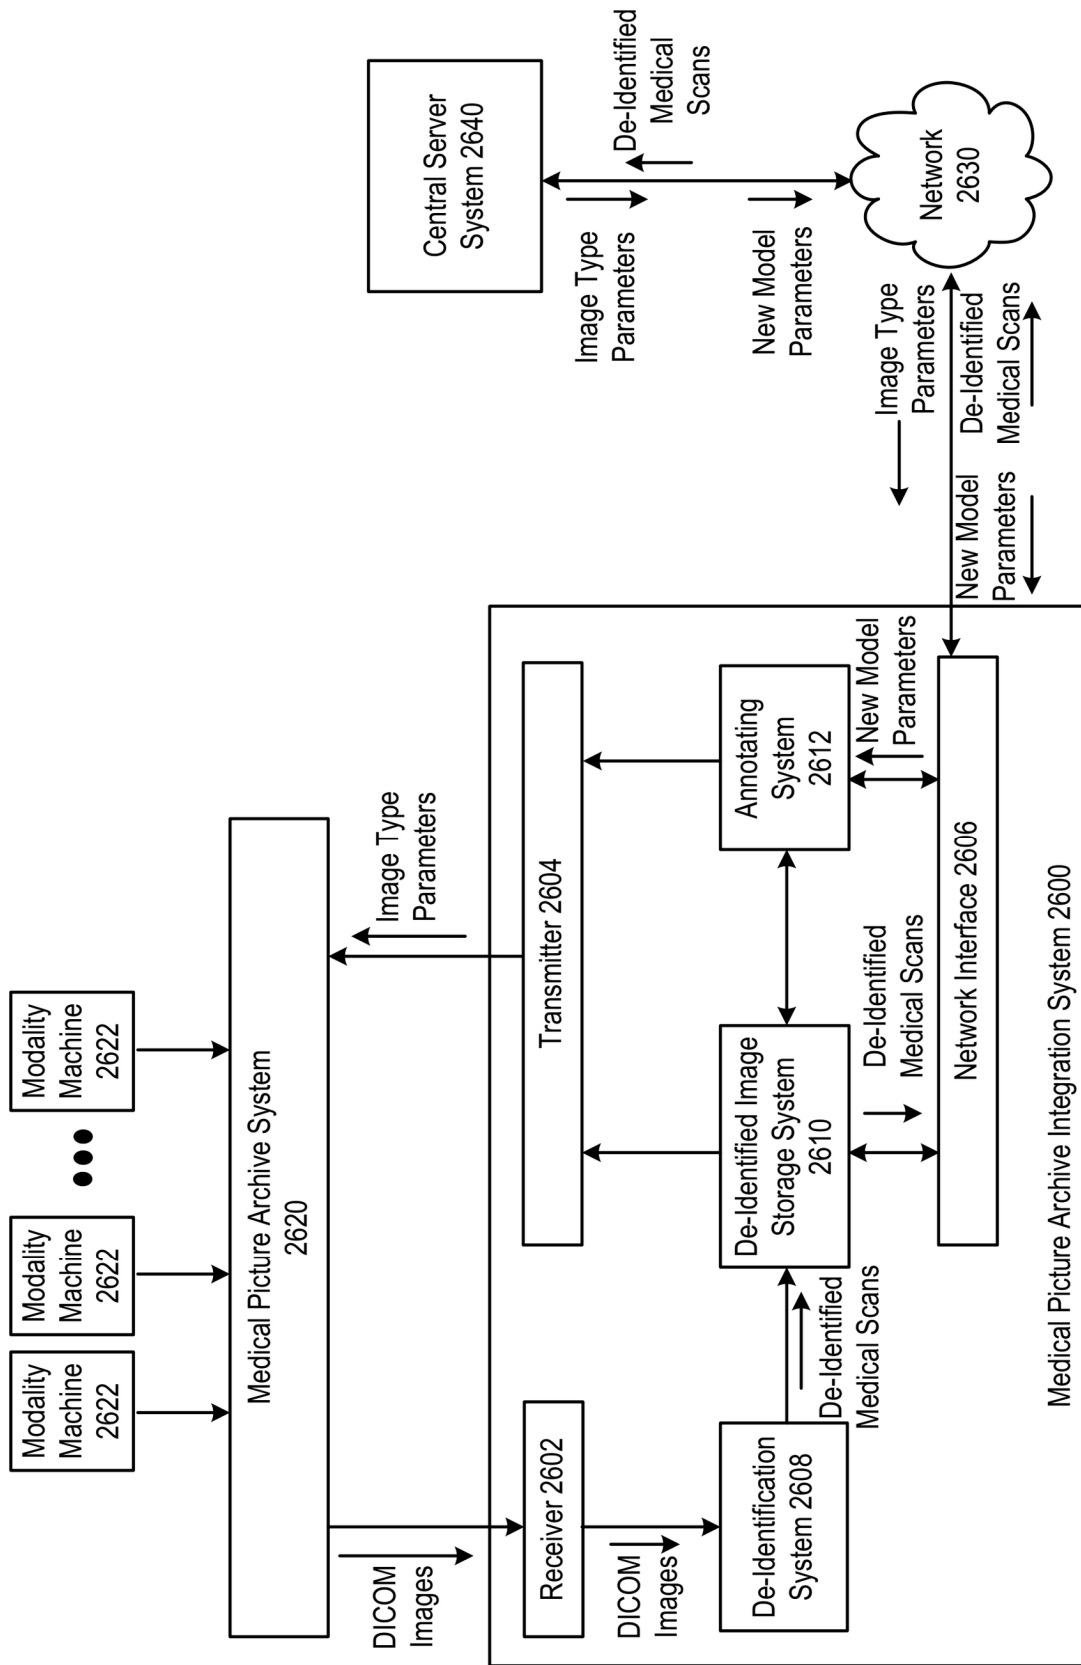 Modality
Machine
2622
Modality
Machine
2622
Modality
Machine
2622
Medical Picture Archive System
2620
DICOM
Images
Image Type
Parameters
Receiver 2602
Transmitter 2604
DICOM
Images
De-Identification
System 2608
De-Identified
Medical Scans
De-Identified Image
Storage System
2610
Annotating
System
2612
De-Identified
Medical Scans
New Model
Parameters
Network Interface 2606
Medical Picture Archive Integration System 2600
New Model
Parameters
Image Type
Parameters
De-Identified
Medical Scans
Network
2630
Central Server
System 2640
Image Type
Parameters
New Model
Parameters
De-Identified
Medical
Scans